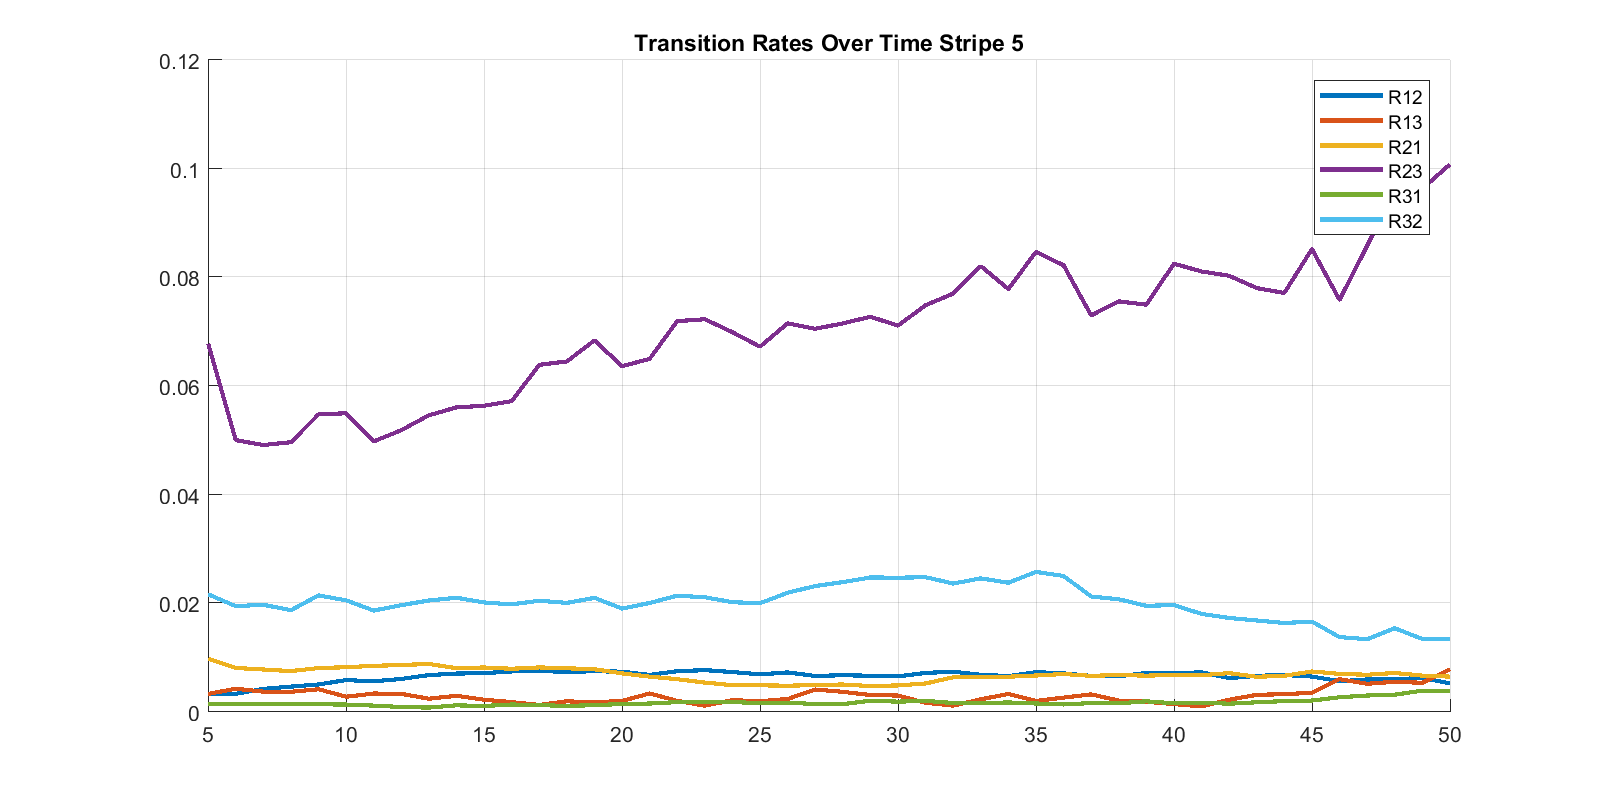 Transition Rates Over Time Stripe 5
0.12
0.1
0.08
0.06
0.04
0.02
0
5 10 15 20 25 30 35 40 45 50
R12
R13
R21
R23
R31
R32